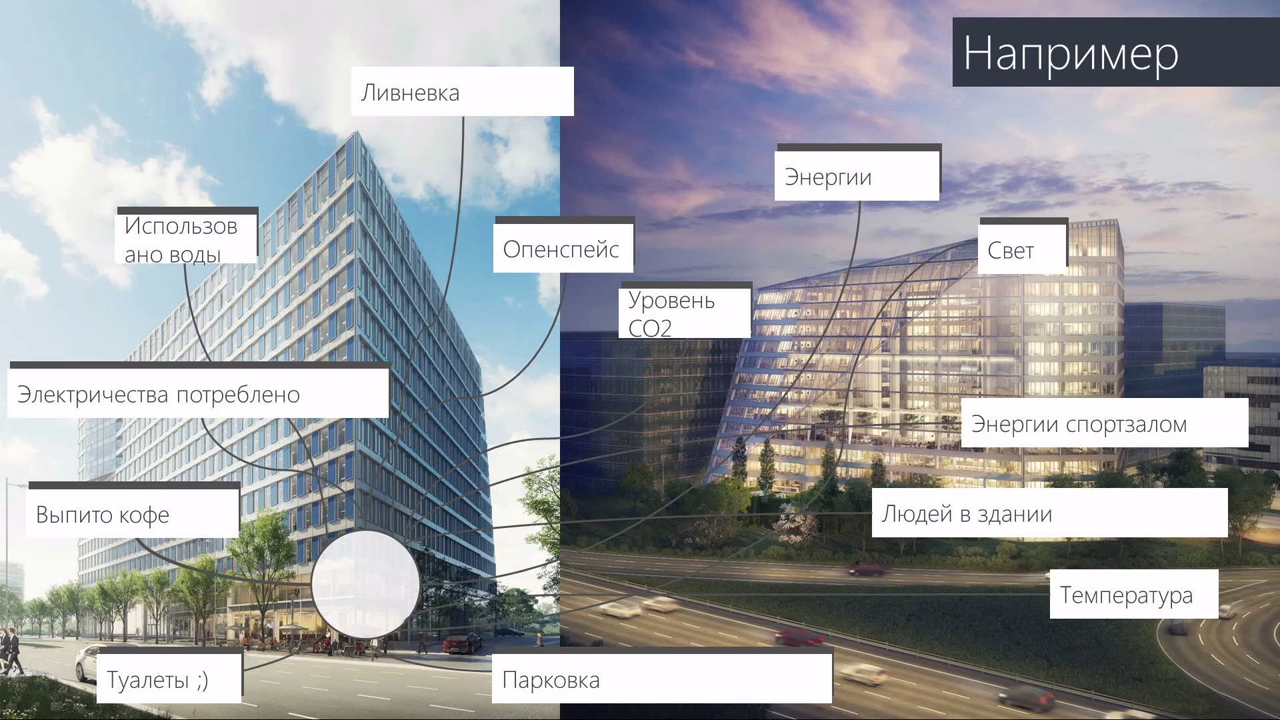 Например
Ливневка
Энергии
Использов
ано воды
Опенспейс
Свет
Уровень
CO2
Электричества потреблено
Энергии спортзалом
Выпито кофе
Людей в здании
Температура
Туалеты ;)
Парковка